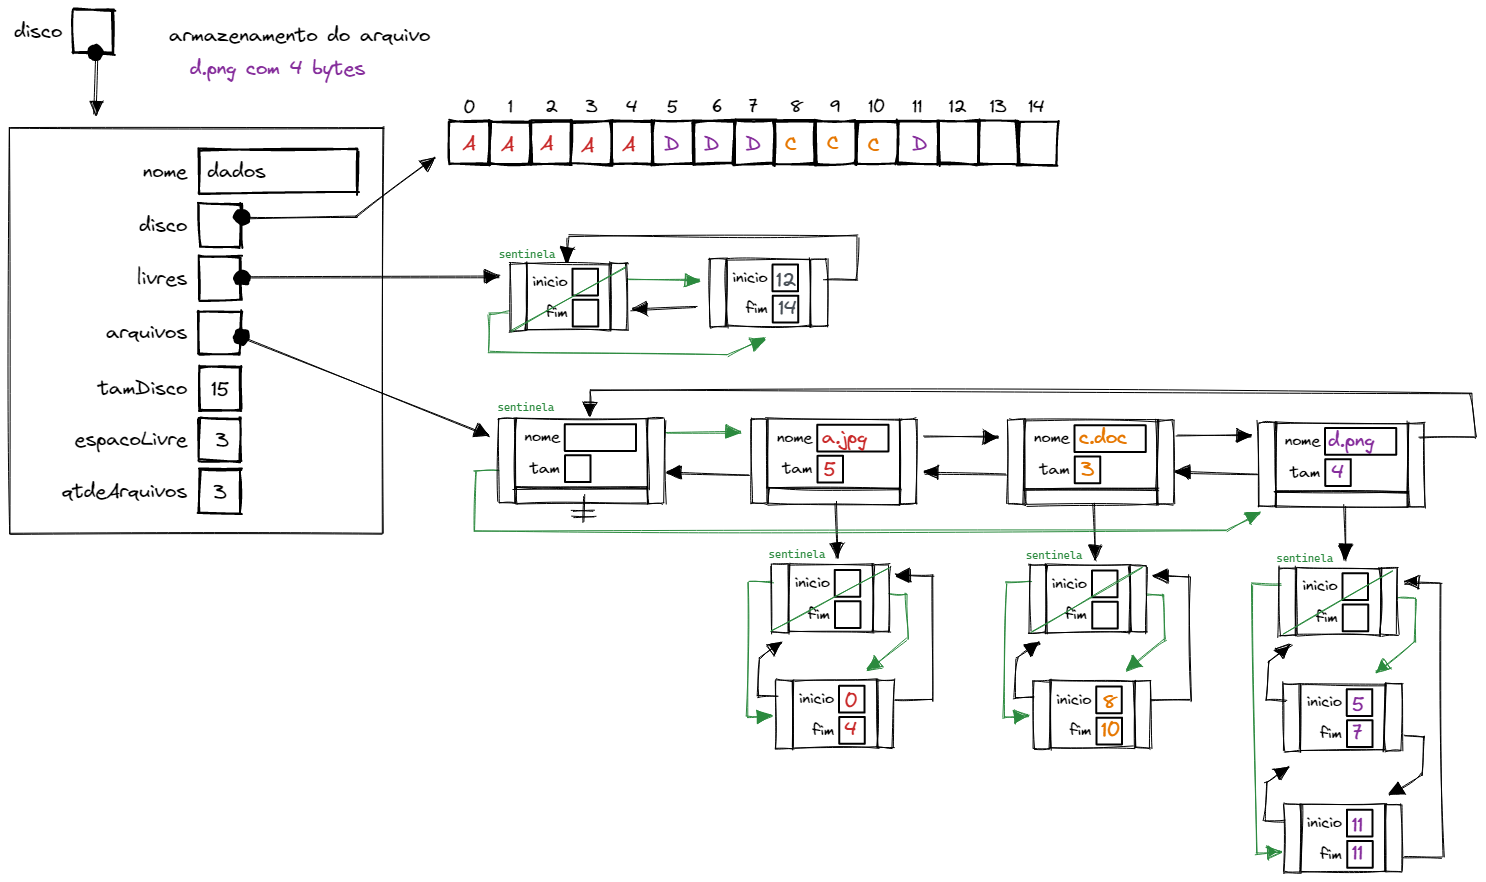 disco
armazenamento do arquivo
d.png com 4 bytes
0 1 2 3 4 5 6 7 8 9 10 11 12 13 14
A A A A A D D D C C C D
nome dados
disco
livres
arquivos
tamDisco 15
espacoLivre 3
qtdeArquivos 3
sentinela
inicio
fim
inicio 12
fim 14
sentinela
nome
tam
nome a.jpg
tam 5
nome c.doc
tam 3
nome d.png
tam 4
sentinela
inicio
fim
inicio 0
fim 4
sentinela
inicio
fim
inicio 8
fim 10
sentinela
inicio
fim
inicio 5
fim 7
inicio 11
fim 11